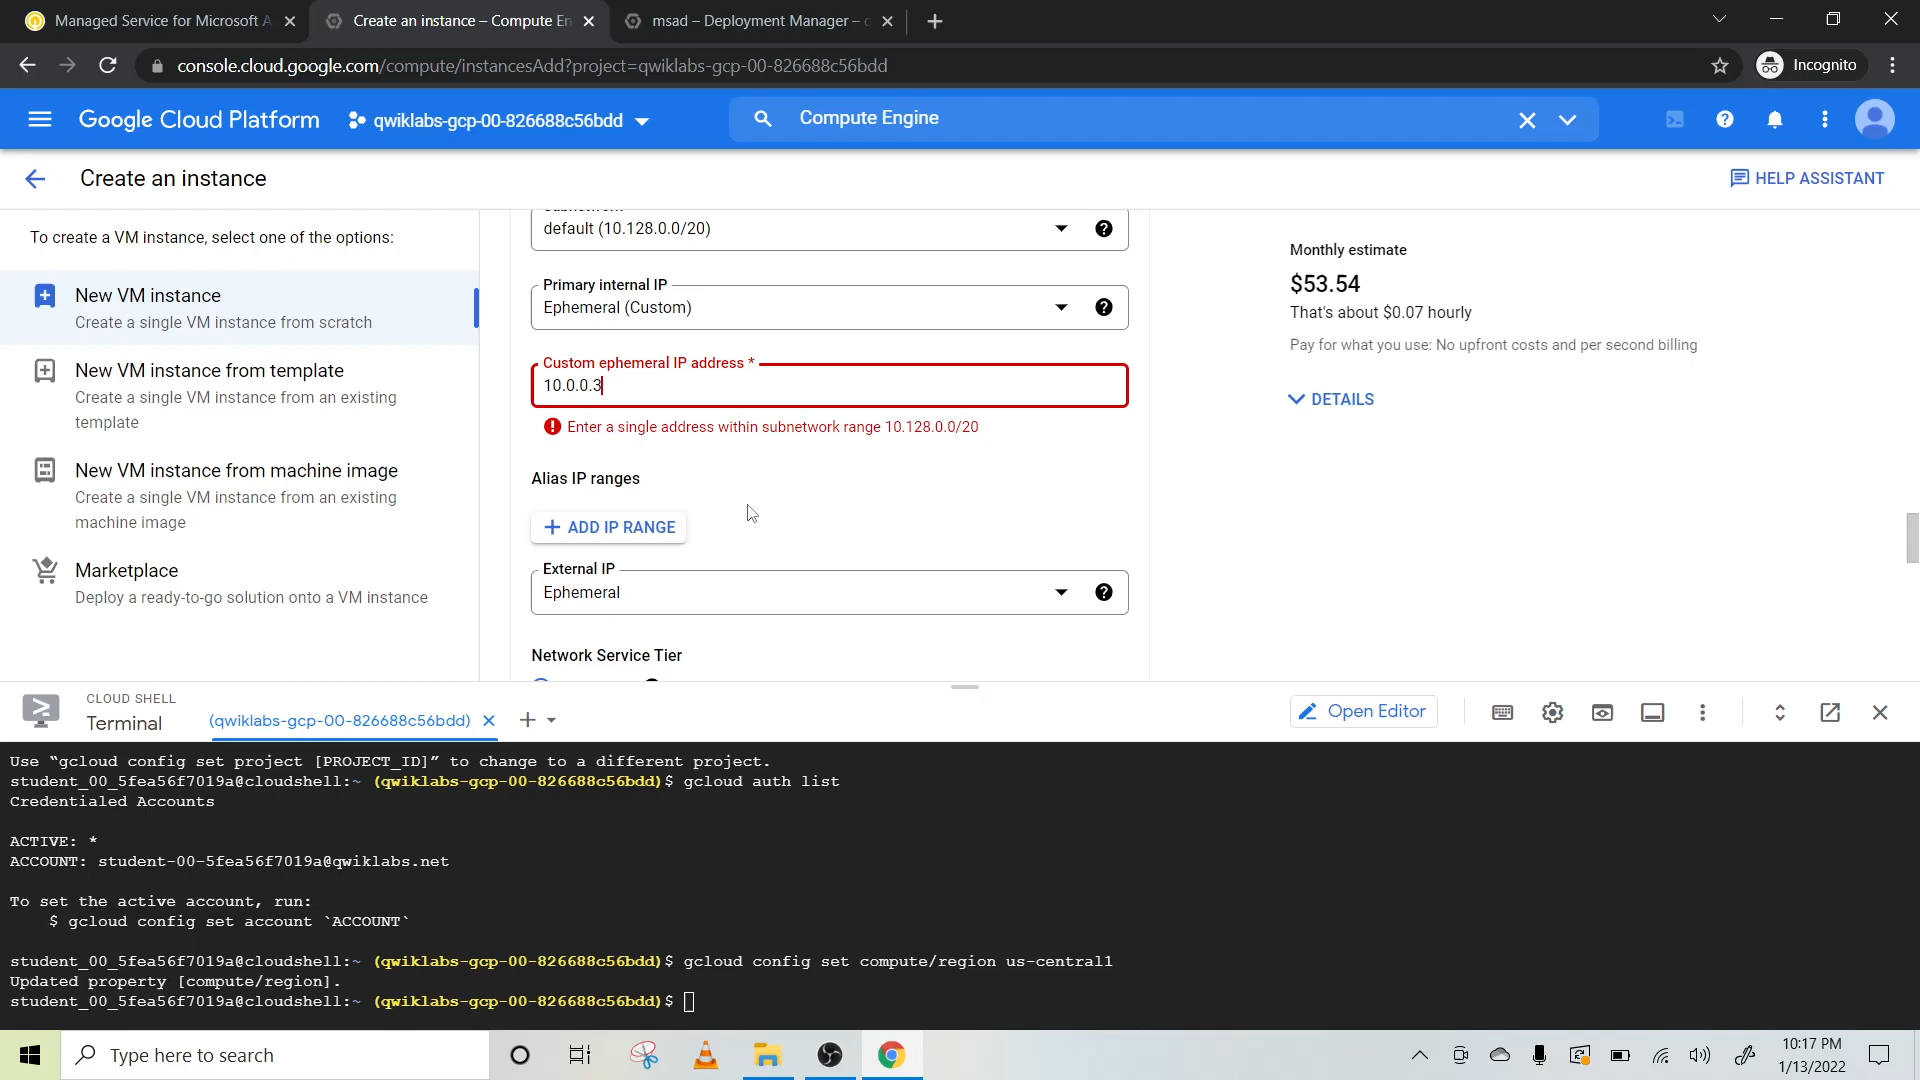 Managed Service for Microsoft A
Create an instance – Compute En
msad – Deployment Manager – q
console.cloud.google.com/compute/instancesAdd?project=qwiklabs-gcp-00-826688c56bdd
Incognito
Google Cloud Platform
qwiklabs-gcp-00-826688c56bdd
Compute Engine
Create an instance
HELP ASSISTANT
To create a VM instance, select one of the options:
New VM instance
Create a single VM instance from scratch
New VM instance from template
Create a single VM instance from an existing
template
New VM instance from machine image
Create a single VM instance from an existing
machine image
Marketplace
Deploy a ready-to-go solution onto a VM instance
default (10.128.0.0/20)
Primary internal IP
Ephemeral (Custom)
Custom ephemeral IP address *
10.0.0.3
Enter a single address within subnetwork range 10.128.0.0/20
Alias IP ranges
ADD IP RANGE
External IP
Ephemeral
Network Service Tier
Monthly estimate
$53.54
That's about $0.07 hourly
Pay for what you use: No upfront costs and per second billing
DETAILS
CLOUD SHELL
Terminal
(qwiklabs-gcp-00-826688c56bdd)
Open Editor
Use “gcloud config set project [PROJECT_ID]” to change to a different project.
student_00_5fea56f7019a@cloudshell:~ (qwiklabs-gcp-00-826688c56bdd)$ gcloud auth list
Credentialed Accounts
ACTIVE: *
ACCOUNT: student-00-5fea56f7019a@qwiklabs.net
To set the active account, run:
$ gcloud config set account `ACCOUNT`
student_00_5fea56f7019a@cloudshell:~ (qwiklabs-gcp-00-826688c56bdd)$ gcloud config set compute/region us-central1
Updated property [compute/region].
student_00_5fea56f7019a@cloudshell:~ (qwiklabs-gcp-00-826688c56bdd)$
Type here to search
10:17 PM
1/13/2022